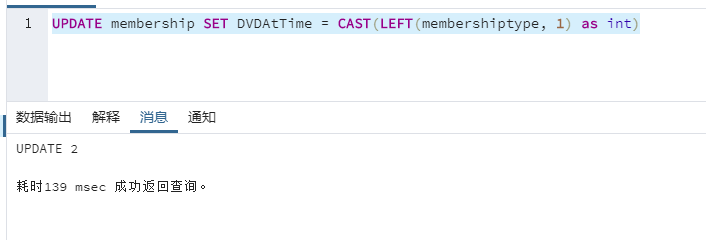 1 UPDATE membership SET DVDAtTime = CAST(LEFT(membershiptype, 1) as int)
数据输出 解释 消息 通知
UPDATE 2
耗时139 msec 成功返回查询。